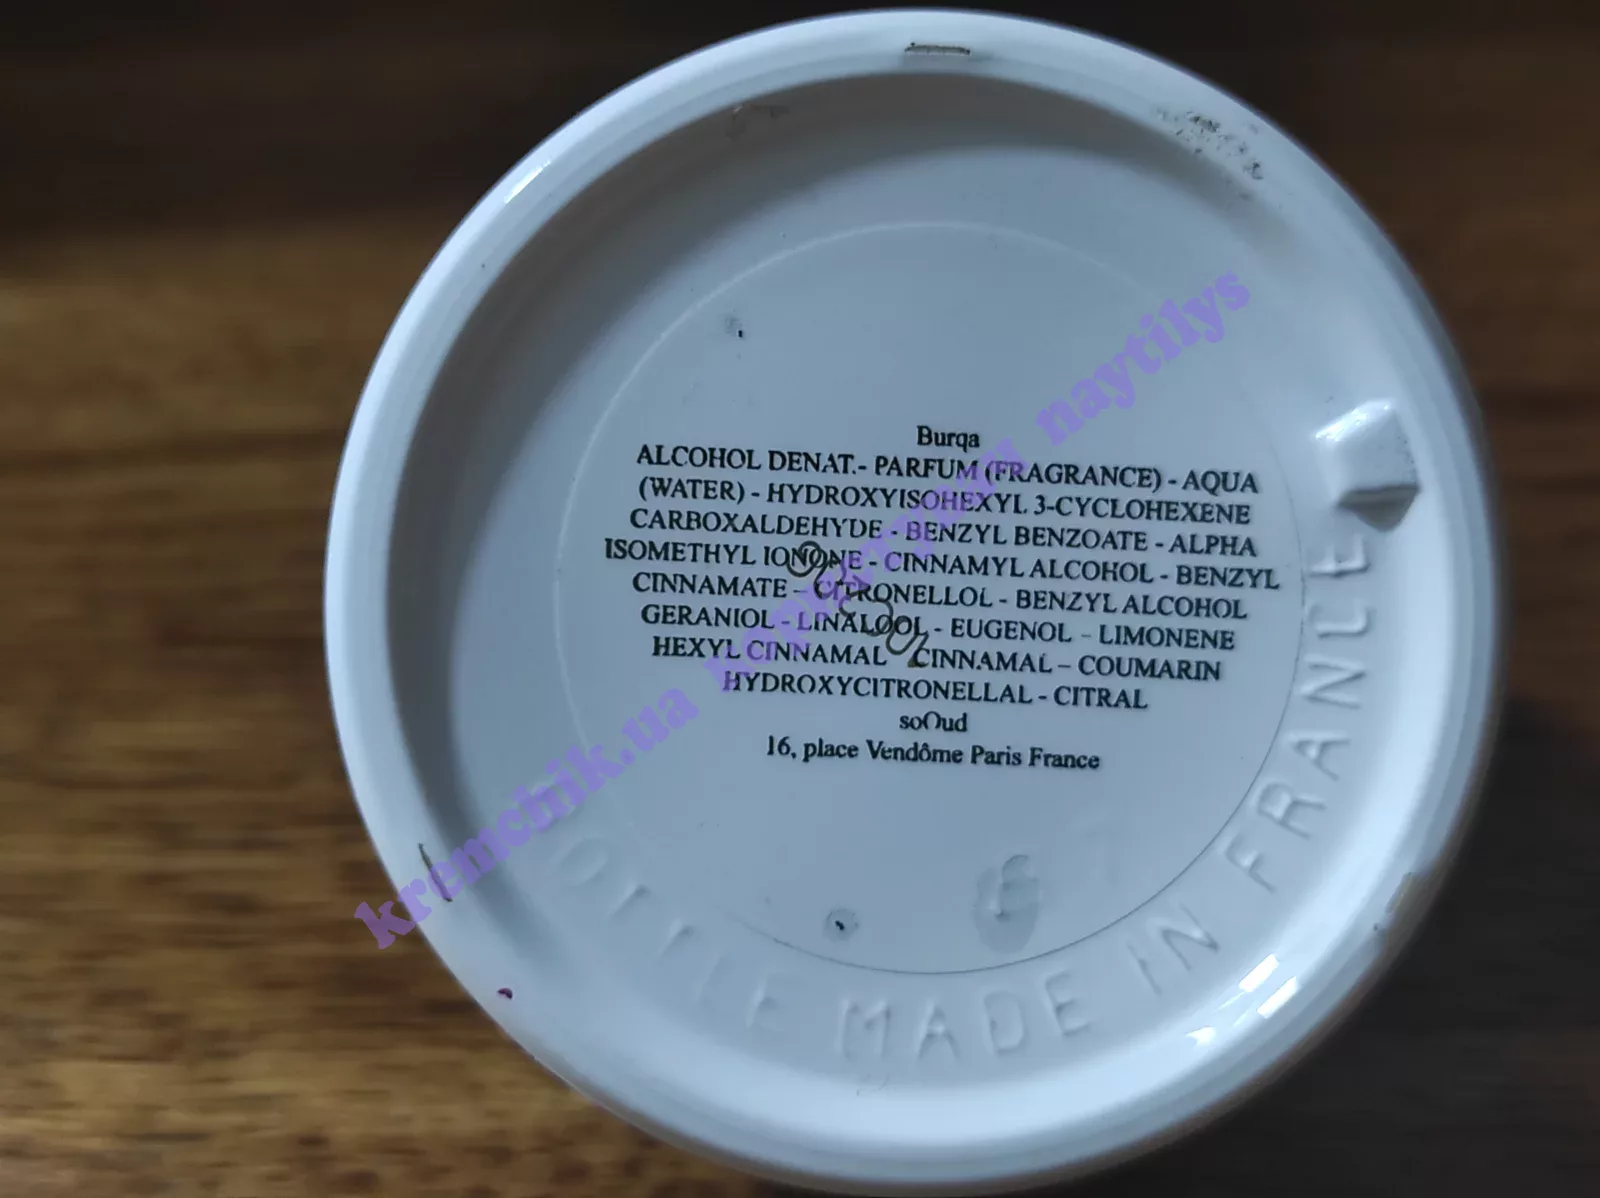 Burqa
ALCOHOL DENAT.- PARFUM (FRAGRANCE) - AQUA
(WATER) - HYDROXYISOHEXYL 3-CYCLOHEXENE
CARBOXALDEHYDE - BENZYL BENZOATE - ALPHA
ISOMETHYL IONONE - CINNAMYL ALCOHOL - BENZYL
CINNAMATE - CITRONELLOL - BENZYL ALCOHOL
GERANIOL - LINALOOL - EUGENOL - LIMONENE
HEXYL CINNAMAL - CINNAMAL - COUMARIN
HYDROXYCITRONELLAL - CITRAL
soOud
16, place Vendôme Paris France
OTTLE MADE IN FRANCE
kremchik.ua користувач naytilys